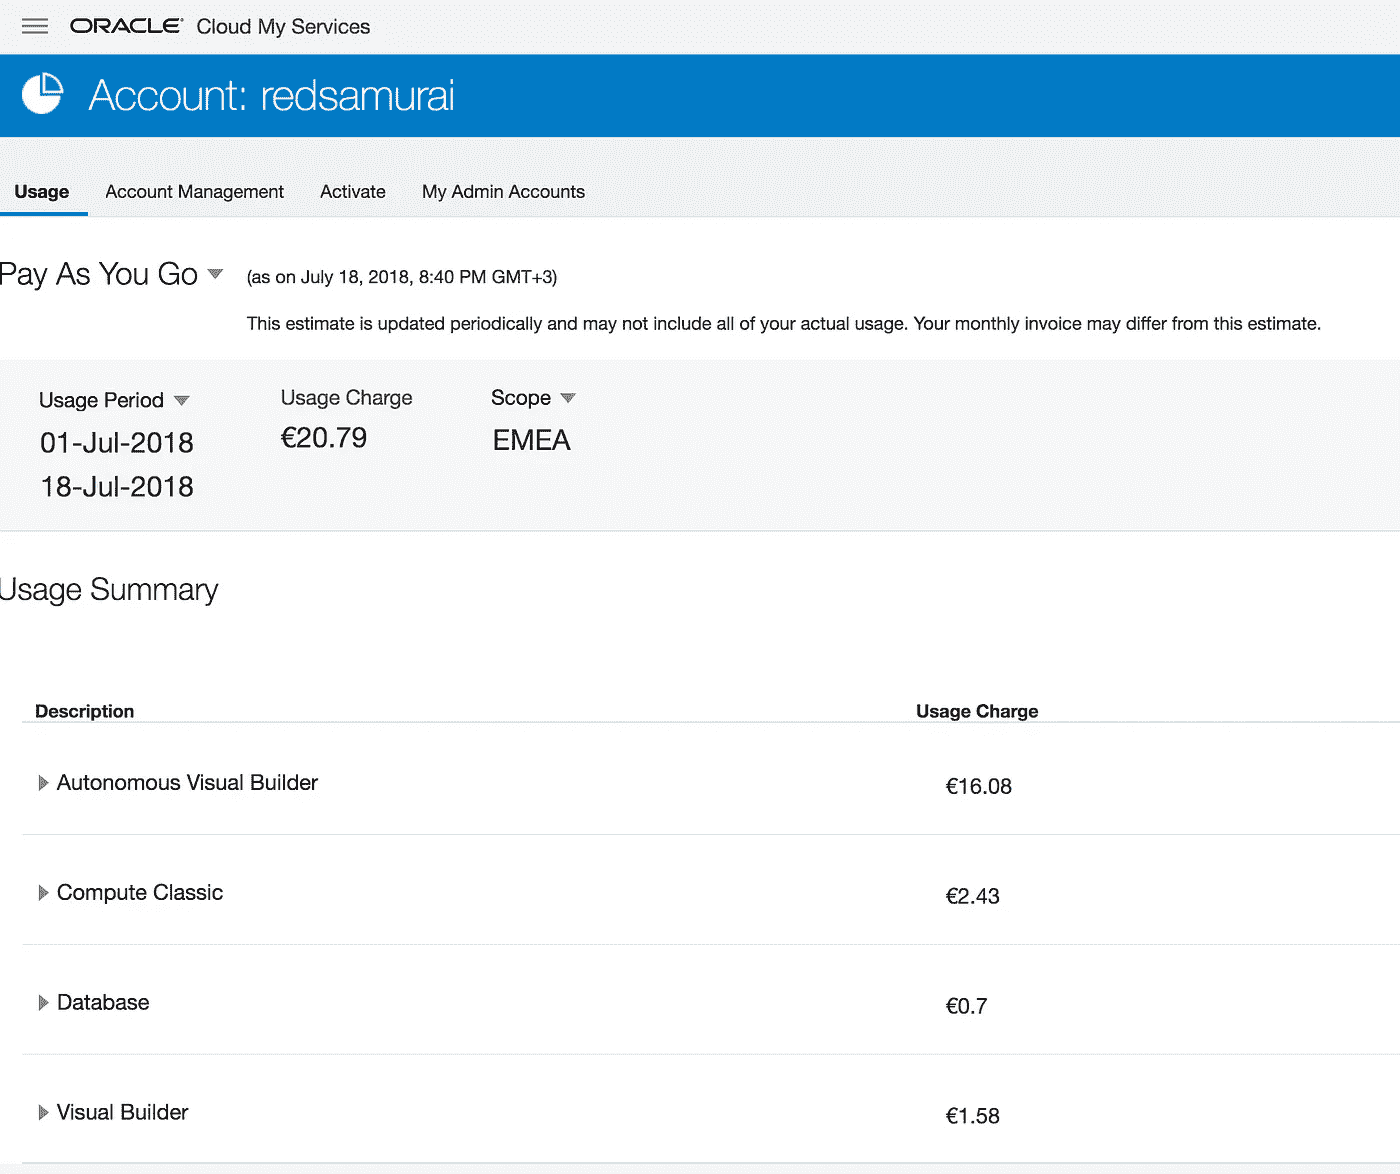 ORACLE Cloud My Services
Account: redsamurai
Usage Account Management Activate My Admin Accounts
Pay As You Go (as on July 18, 2018, 8:40 PM GMT+3)
This estimate is updated periodically and may not include all of your actual usage. Your monthly invoice may differ from this estimate.
Usage Period Usage Charge Scope
01-Jul-2018 €20.79 EMEA
18-Jul-2018
Usage Summary
Description Usage Charge
Autonomous Visual Builder €16.08
Compute Classic €2.43
Database €0.7
Visual Builder €1.58